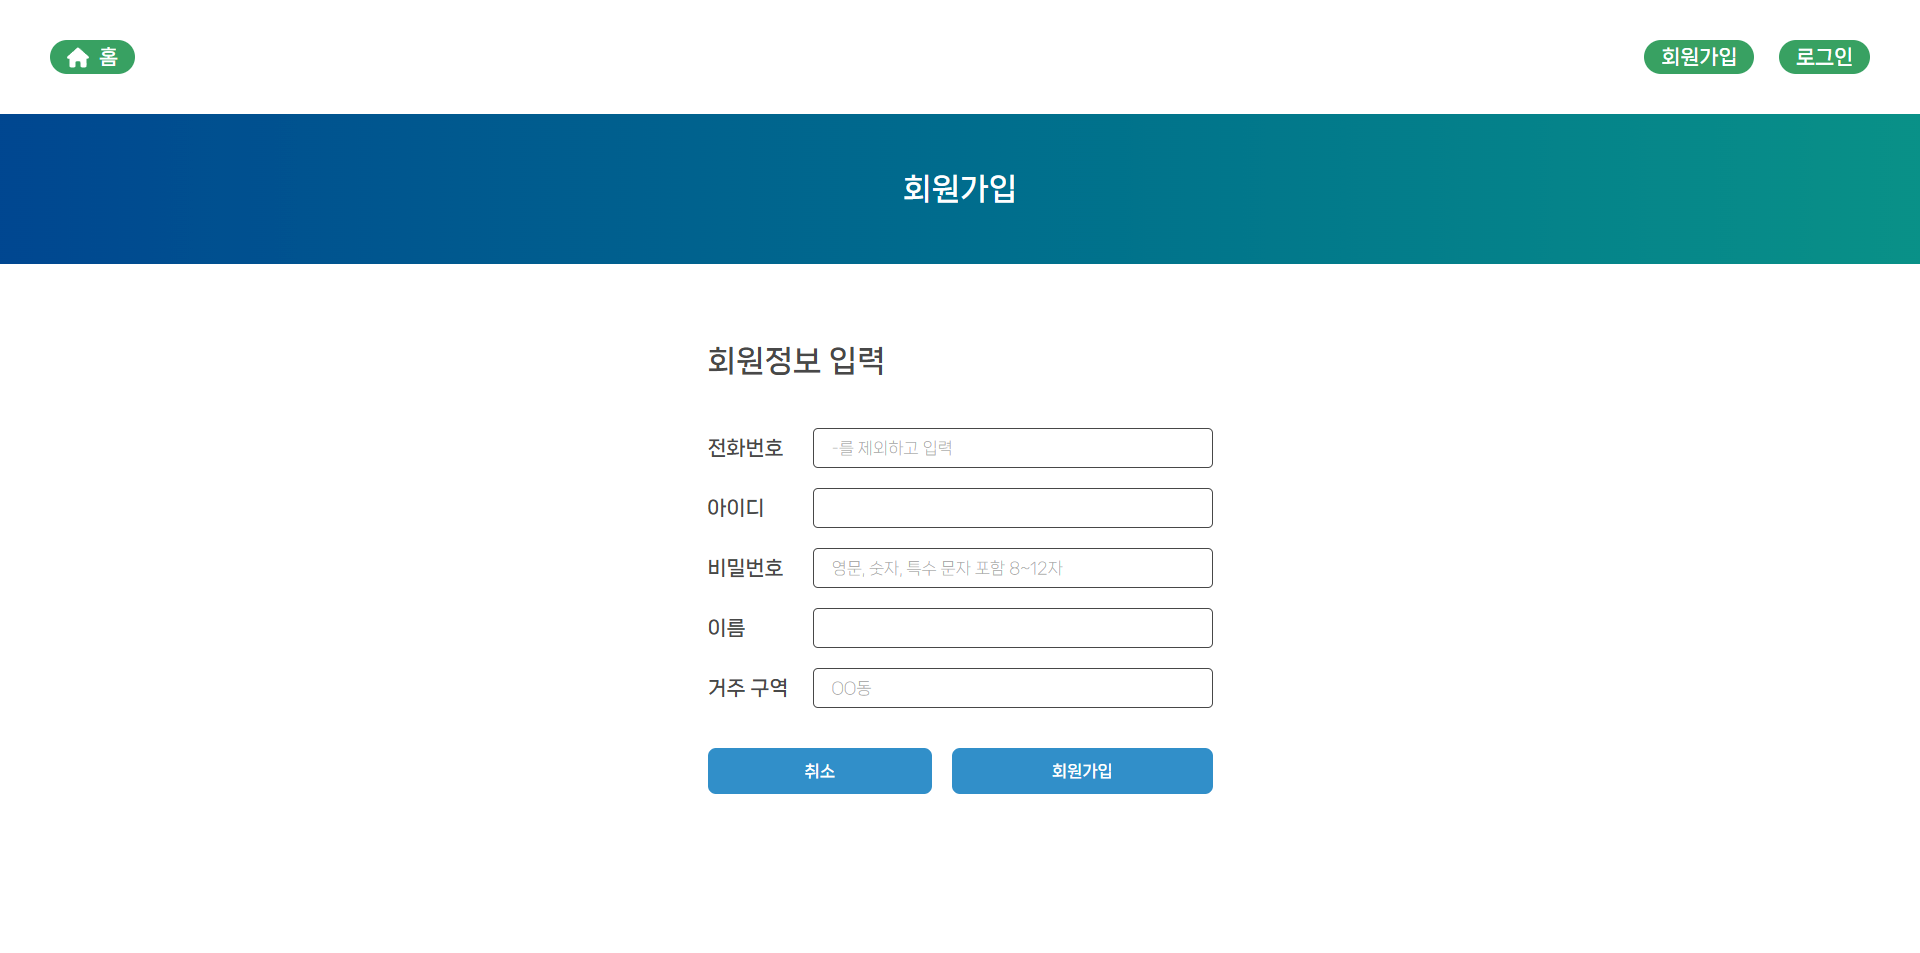 홈
회원가입 로그인
회원가입
회원정보 입력
전화번호 -를 제외하고 입력
아이디
비밀번호 영문, 숫자, 특수 문자 포함 8~12자
이름
거주 구역 OO동
취소 회원가입